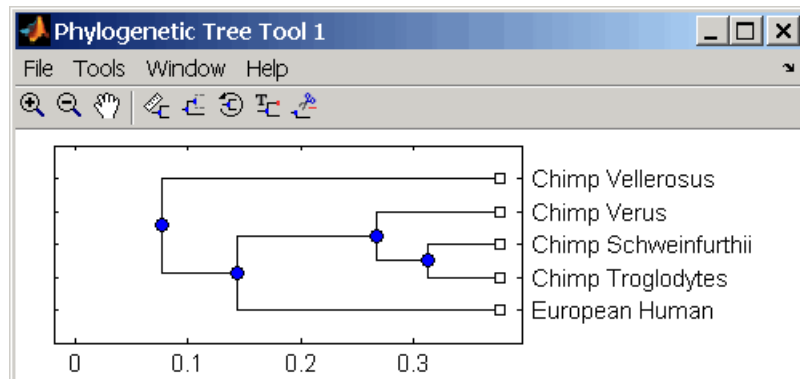 Phylogenetic Tree Tool 1
File Tools Window Help
Chimp Vellerosus
Chimp Verus
Chimp Schweinfurthii
Chimp Troglodytes
European Human
0 0.1 0.2 0.3